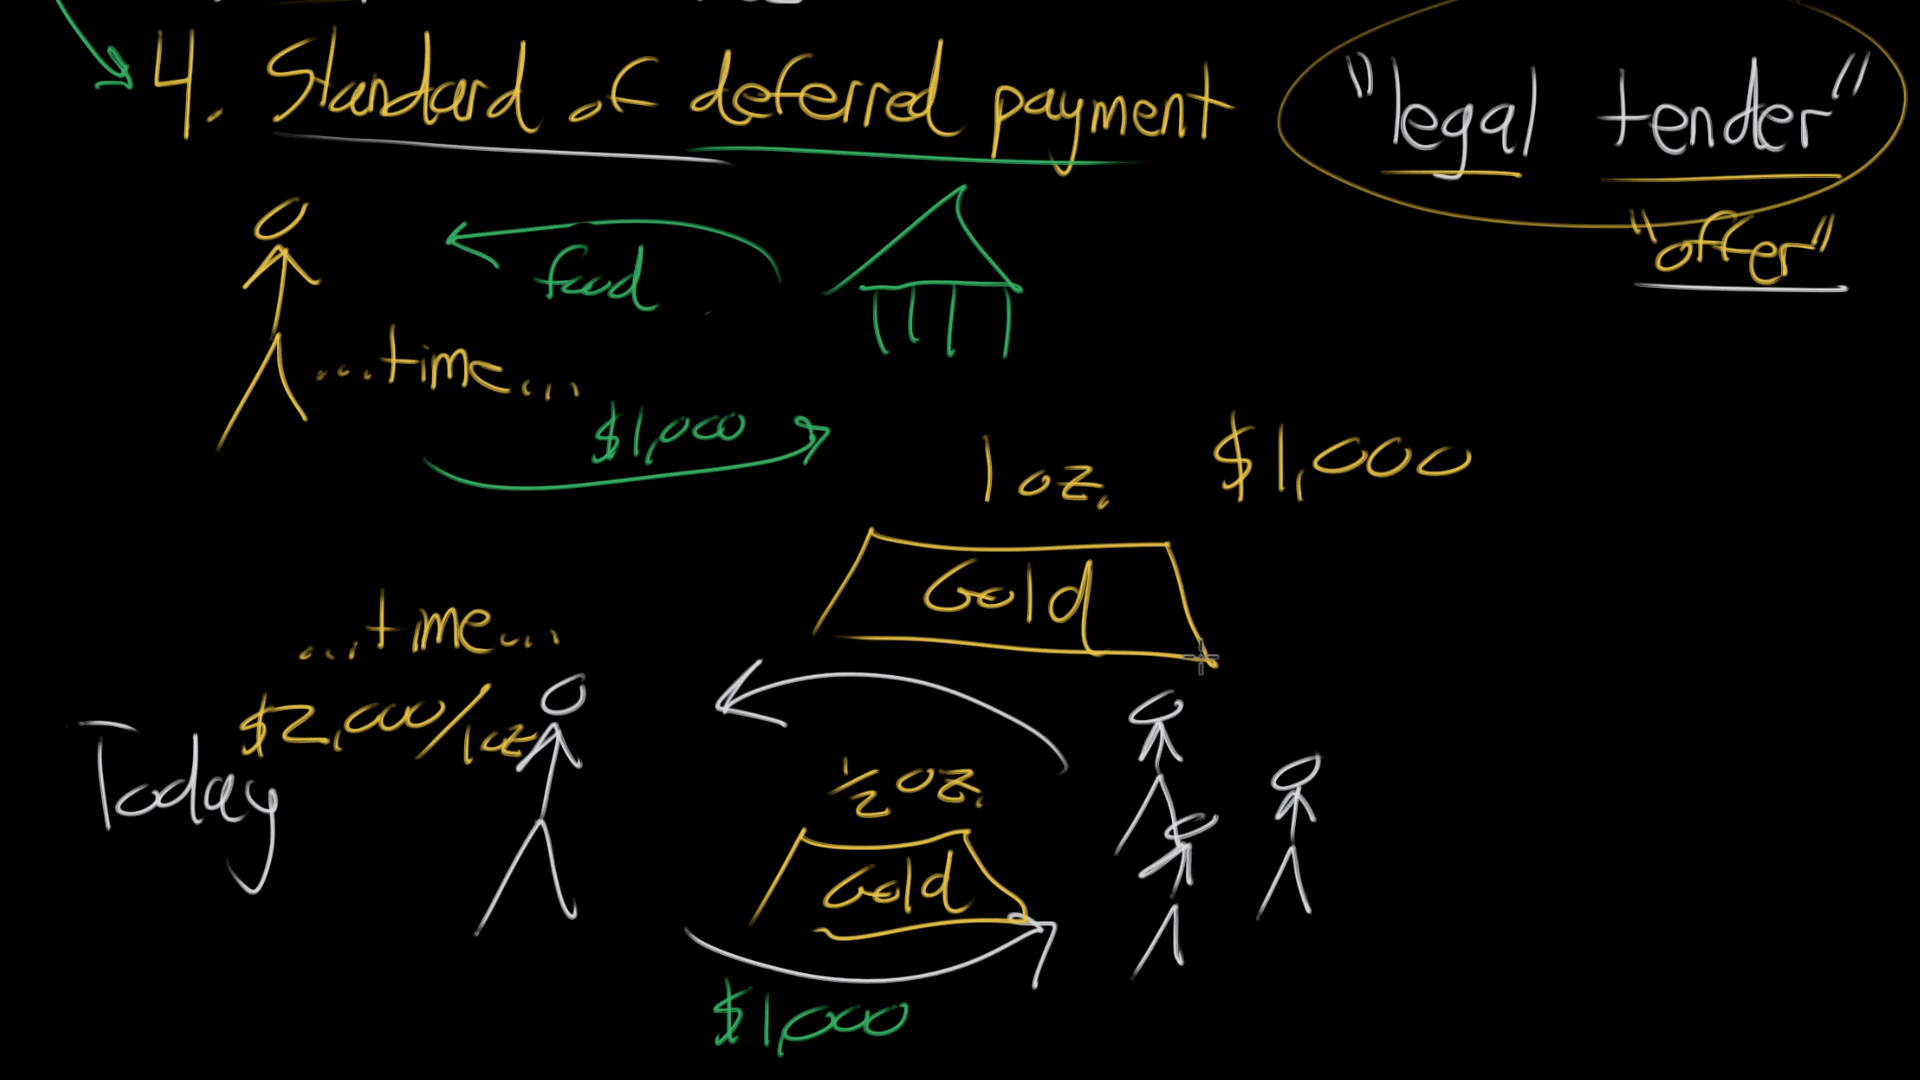 4. Standard of deferred payment
"legal tender"
"offer"
food
...time...
$1,000
1 oz.
$1,000
Gold
...time...
$2,000/1oz
Today
1/2 oz.
Gold
$1,000